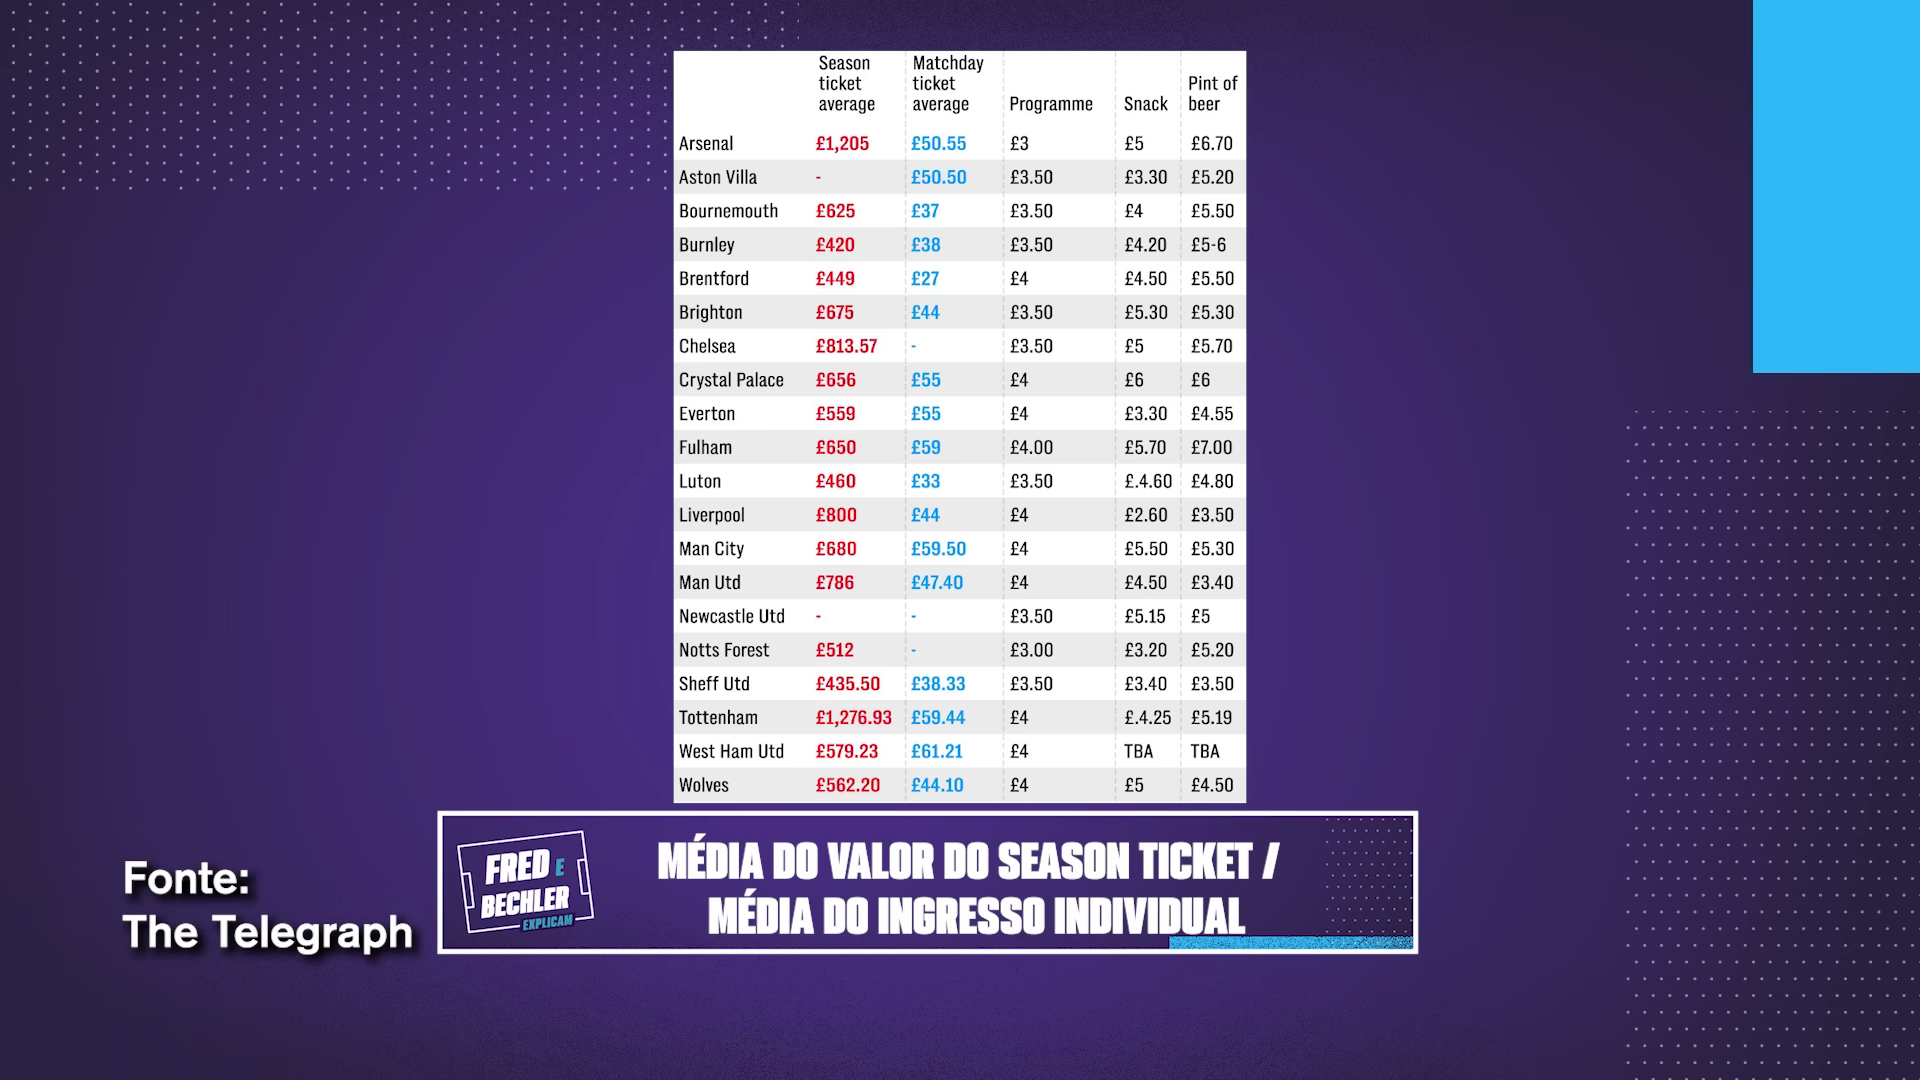 Season ticket average Matchday ticket average Programme Snack Pint of beer
Arsenal £1,205 £50.55 £3 £5 £6.70
Aston Villa - £50.50 £3.50 £3.30 £5.20
Bournemouth £625 £37 £3.50 £4 £5.50
Burnley £420 £38 £3.50 £4.20 £5-6
Brentford £449 £27 £4 £4.50 £5.50
Brighton £675 £44 £3.50 £5.30 £5.30
Chelsea £813.57 - £3.50 £5 £5.70
Crystal Palace £656 £55 £4 £6 £6
Everton £559 £55 £4 £3.30 £4.55
Fulham £650 £59 £4.00 £5.70 £7.00
Luton £460 £33 £3.50 £.4.60 £4.80
Liverpool £800 £44 £4 £2.60 £3.50
Man City £680 £59.50 £4 £5.50 £5.30
Man Utd £786 £47.40 £4 £4.50 £3.40
Newcastle Utd - - £3.50 £5.15 £5
Notts Forest £512 - £3.00 £3.20 £5.20
Sheff Utd £435.50 £38.33 £3.50 £3.40 £3.50
Tottenham £1,276.93 £59.44 £4 £.4.25 £5.19
West Ham Utd £579.23 £61.21 £4 TBA TBA
Wolves £562.20 £44.10 £4 £5 £4.50
Fonte:
The Telegraph
FRED E
BECHLER
EXPLICAM
MÉDIA DO VALOR DO SEASON TICKET /
MÉDIA DO INGRESSO INDIVIDUAL